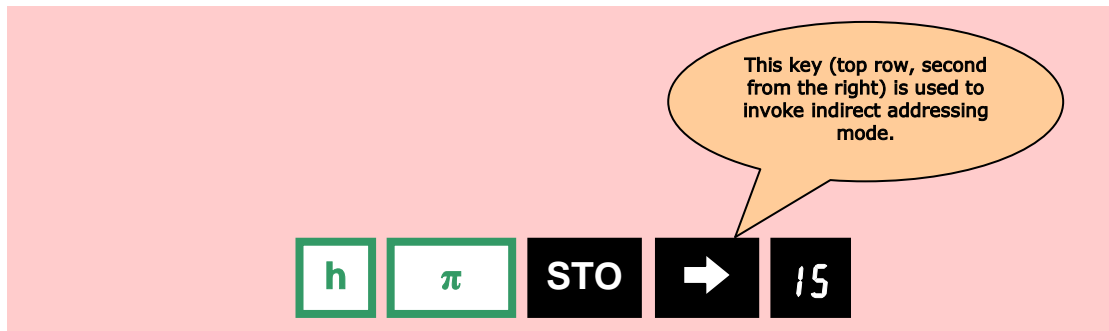 This key (top row, second
from the right) is used to
invoke indirect addressing
mode.
h π STO 15